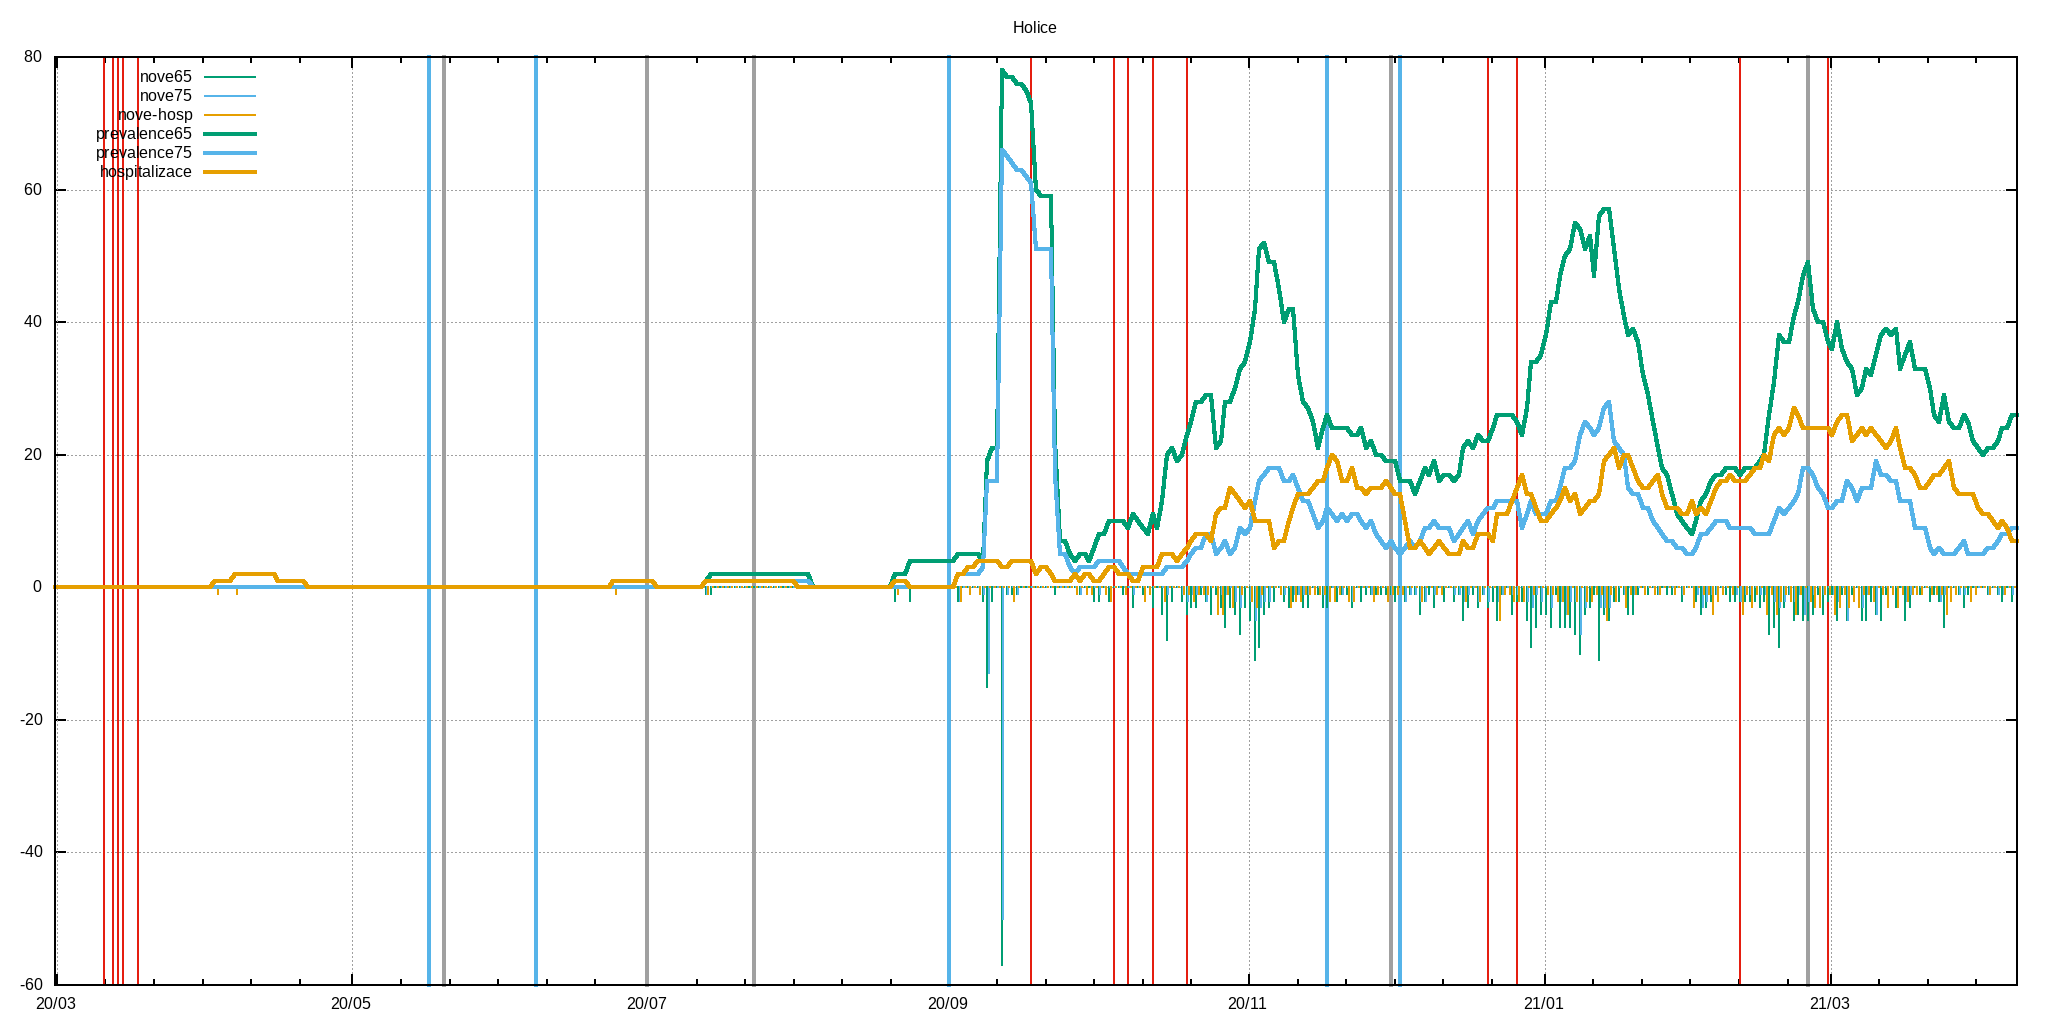 Holice
80
nove65
nove75
nove-hosp
prevalence65
prevalence75
hospitalizace
60
40
20
0
-20
-40
-60
20/03 20/05 20/07 20/09 20/11 21/01 21/03